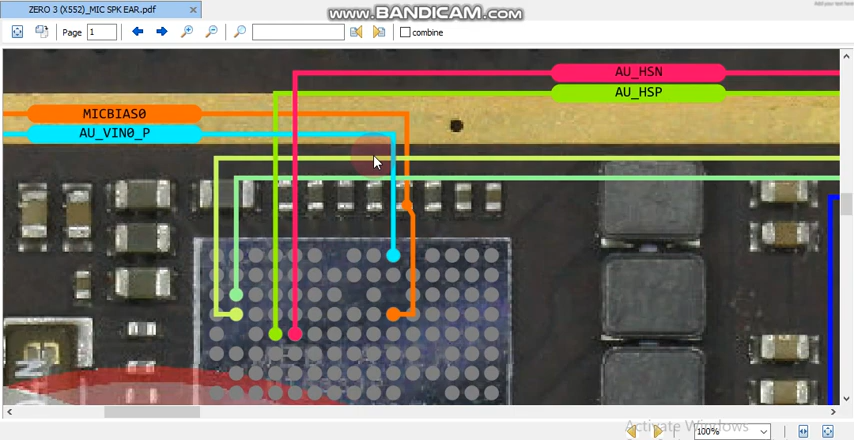 ZERO 3 (X552)_MIC SPK EAR.pdf
www.BANDICAM.com
Page 1
combine
AU_HSN
AU_HSP
MICBIAS0
AU_VIN0_P
Activate Windows
100%